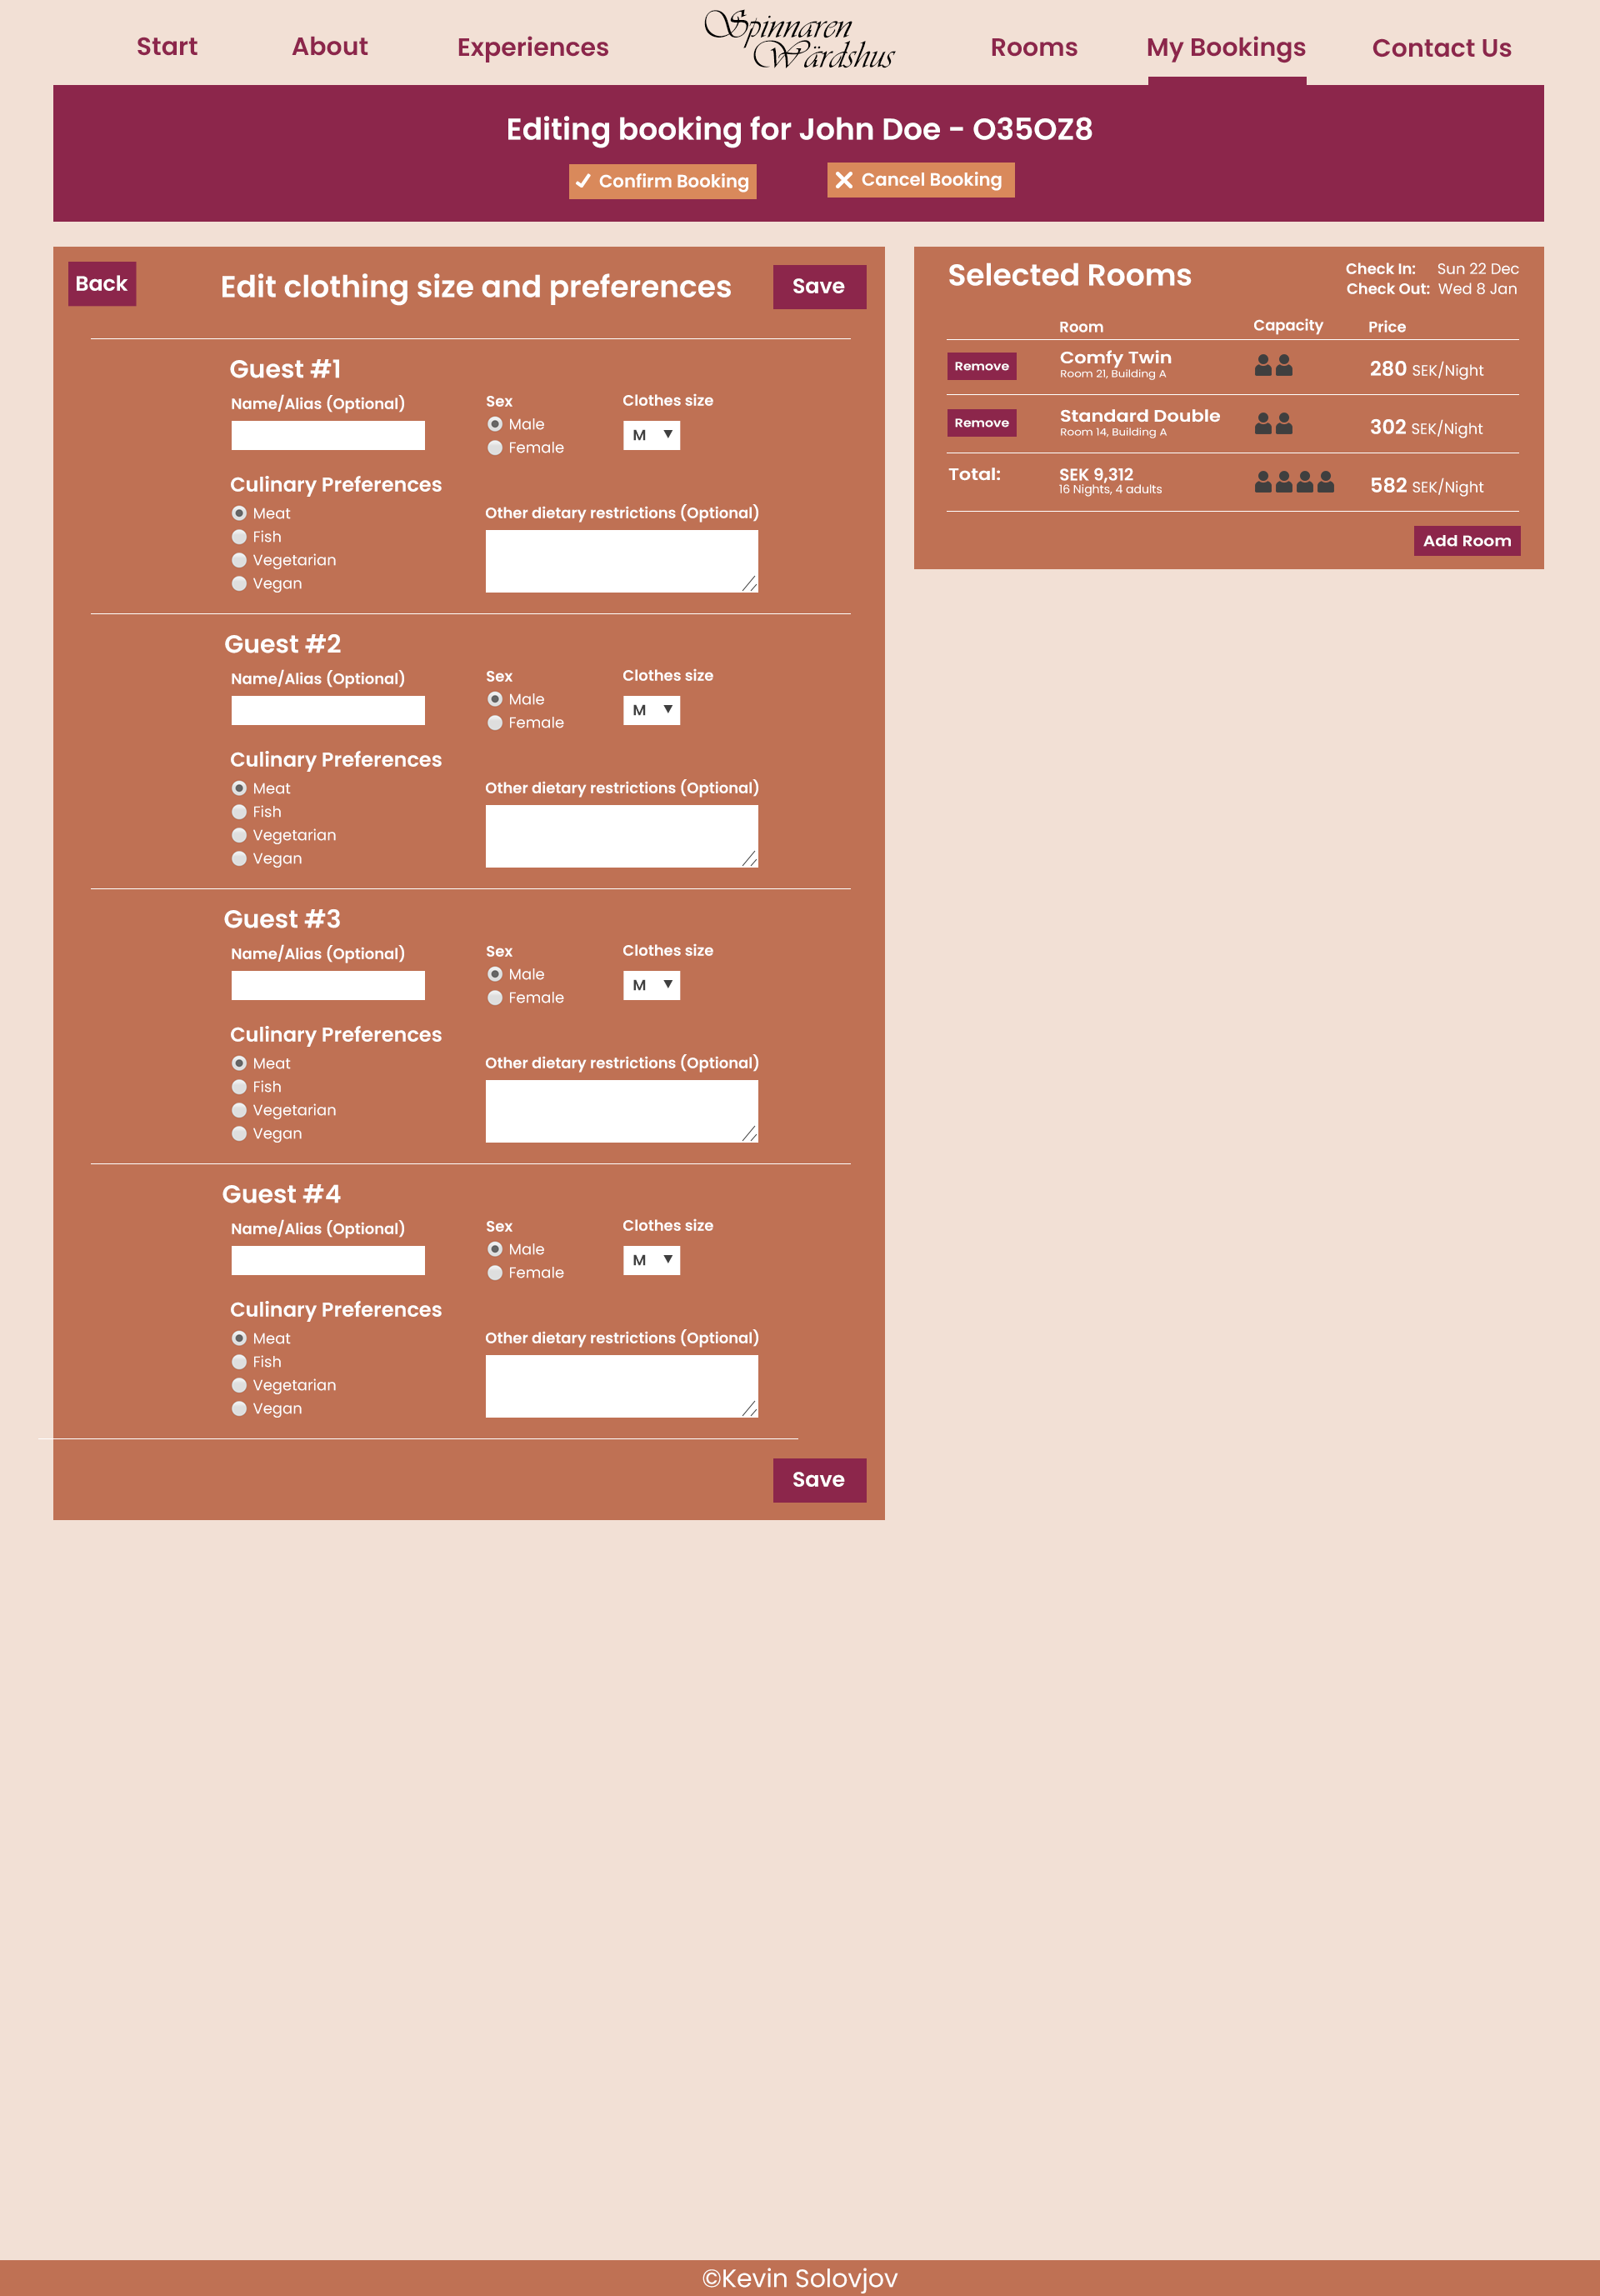 Start About Experiences Spinnaren Wärdshus Rooms My Bookings Contact Us
Editing booking for John Doe - O35OZ8
Confirm Booking Cancel Booking
Back Edit clothing size and preferences Save
Guest #1
Name/Alias (Optional) Sex Clothes size
Male
M
Female
Culinary Preferences
Meat Other dietary restrictions (Optional)
Fish
Vegetarian
Vegan
Guest #2
Name/Alias (Optional) Sex Clothes size
Male
M
Female
Culinary Preferences
Meat Other dietary restrictions (Optional)
Fish
Vegetarian
Vegan
Guest #3
Name/Alias (Optional) Sex Clothes size
Male
M
Female
Culinary Preferences
Meat Other dietary restrictions (Optional)
Fish
Vegetarian
Vegan
Guest #4
Name/Alias (Optional) Sex Clothes size
Male
M
Female
Culinary Preferences
Meat Other dietary restrictions (Optional)
Fish
Vegetarian
Vegan
Save
Selected Rooms
Check In: Sun 22 Dec
Check Out: Wed 8 Jan
Room Capacity Price
Remove Comfy Twin 280 SEK/Night
Room 21, Building A
Remove Standard Double 302 SEK/Night
Room 14, Building A
Total: SEK 9,312 582 SEK/Night
16 Nights, 4 adults
Add Room
©Kevin Solovjov